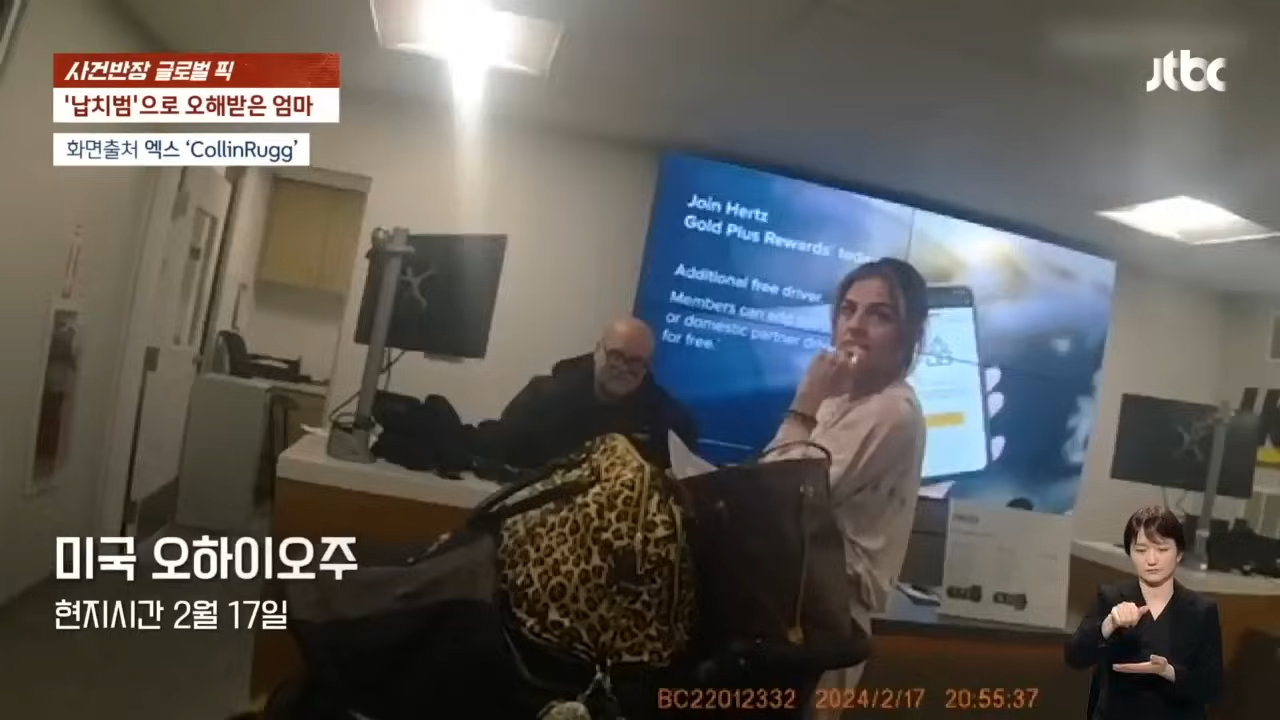 사건반장 글로벌 픽
'납치범'으로 오해받은 엄마
화면출처 엑스 ‘CollinRugg’
jtbc
Join Hertz
Gold Plus Rewards® today
Additional free driver
Members can add
or domestic partner
for free.
미국 오하이오주
현지시간 2월 17일
BC22012332 2024/2/17 20:55:37